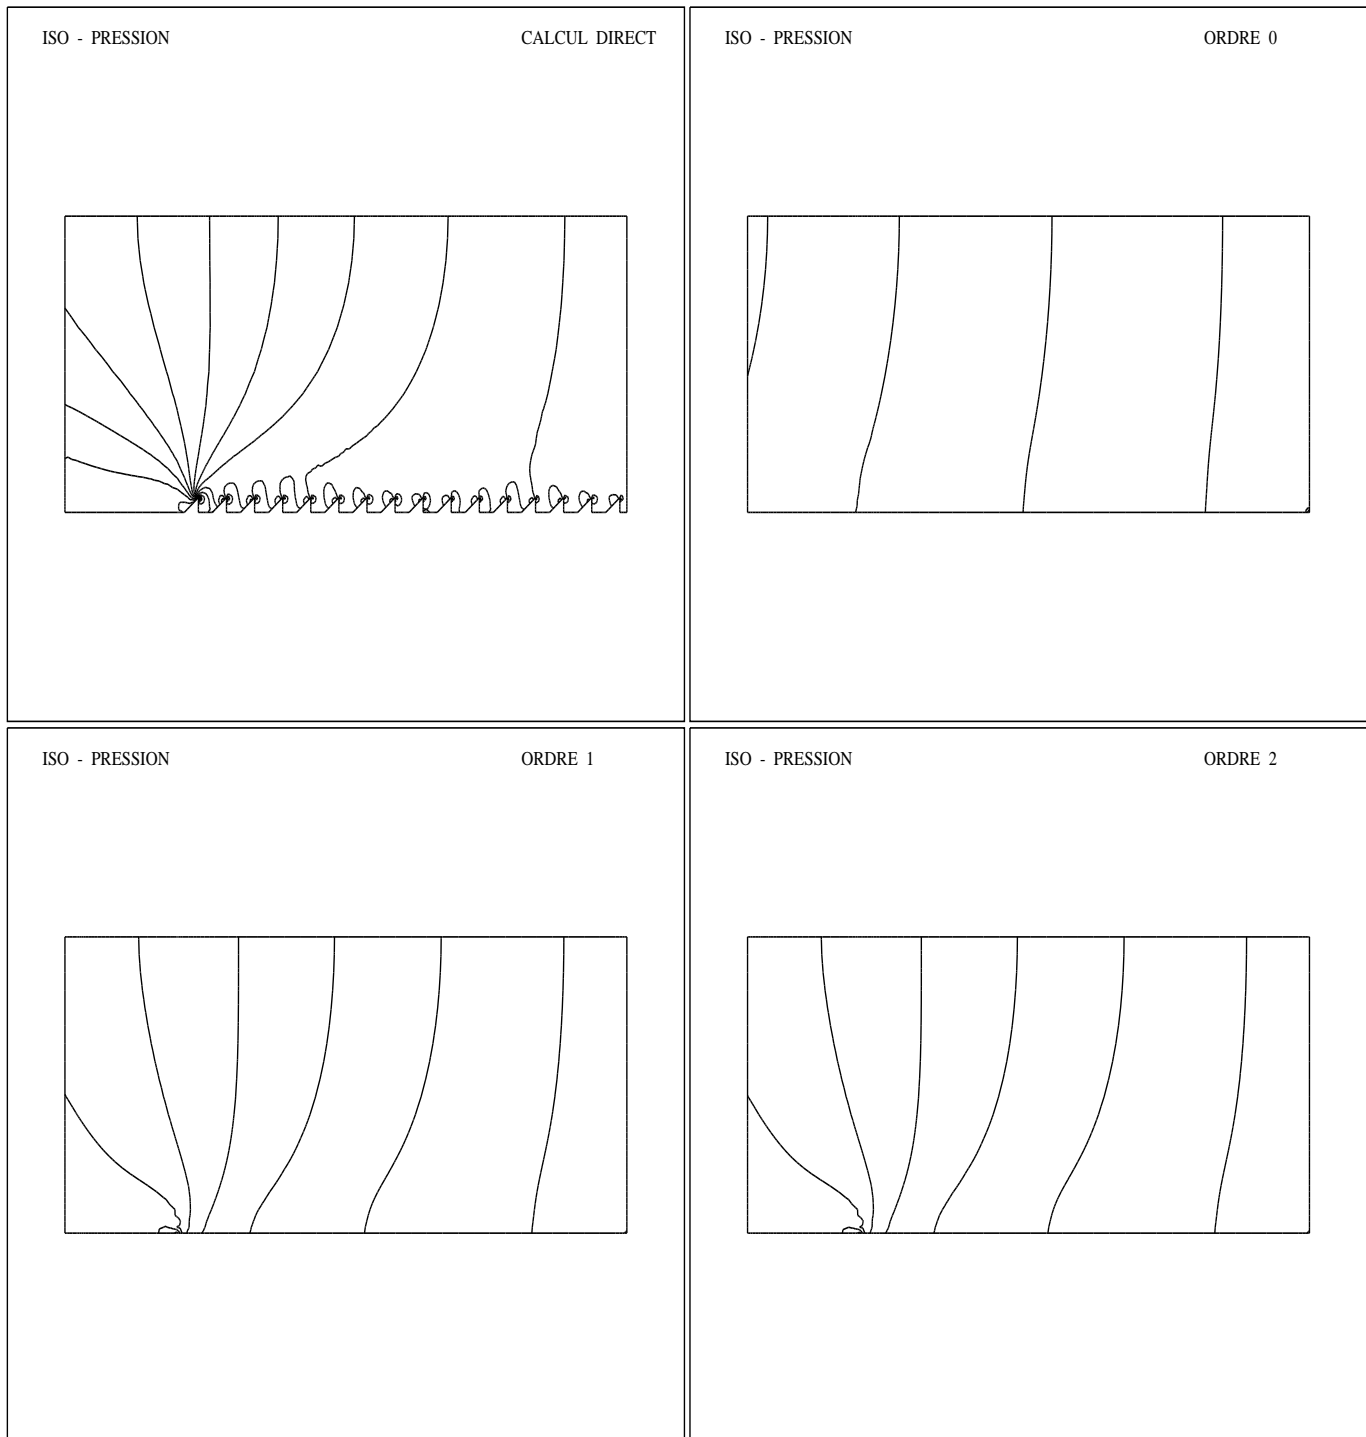 ISO - PRESSION
CALCUL DIRECT
ISO - PRESSION
ORDRE 0
ISO - PRESSION
ORDRE 1
ISO - PRESSION
ORDRE 2